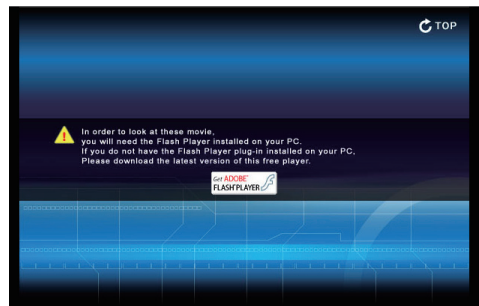 TOP
In order to look at these movie,
you will need the Flash Player installed on your PC.
If you do not have the Flash Player plug-in installed on your PC,
Please download the latest version of this free player.
Get ADOBE®
FLASH® PLAYER